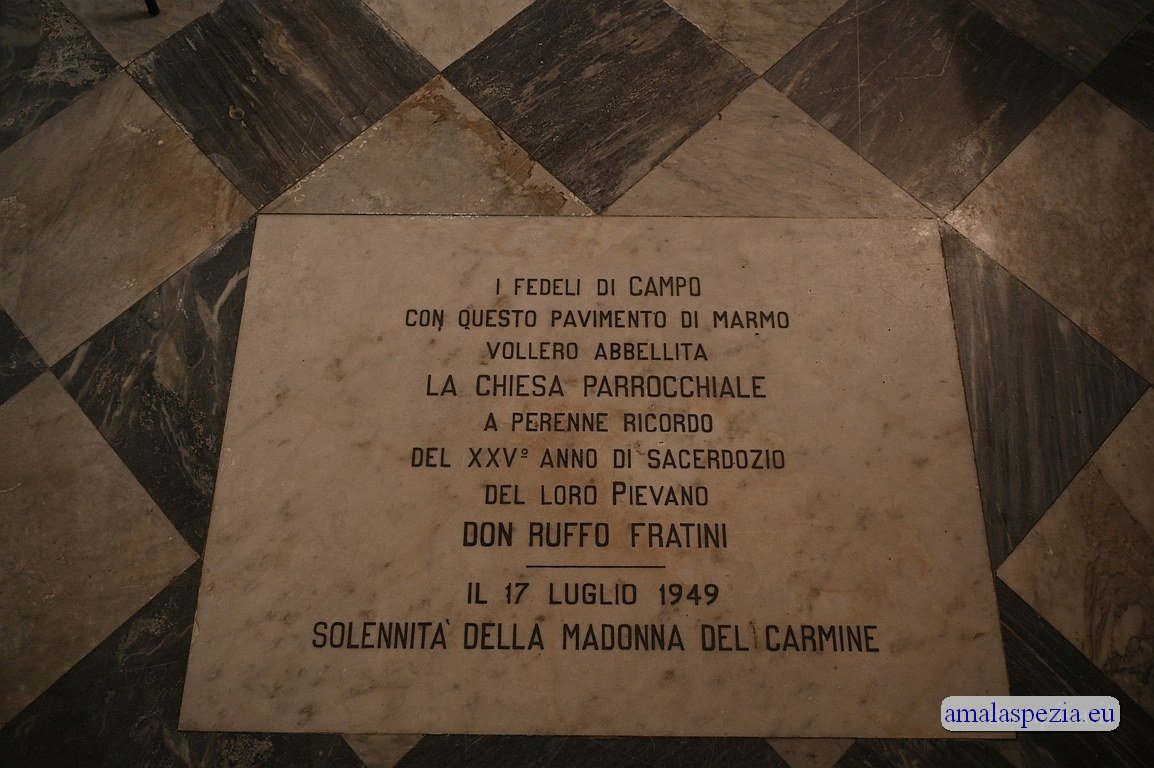 I FEDELI DI CAMPO
CON QUESTO PAVIMENTO DI MARMO
VOLLERO ABBELLITA
LA CHIESA PARROCCHIALE
A PERENNE RICORDO
DEL XXVº ANNO DI SACERDOZIO
DEL LORO PIEVANO
DON RUFFO FRATINI
IL 17 LUGLIO 1949
SOLENNITA' DELLA MADONNA DEL CARMINE
amalaspezia.eu